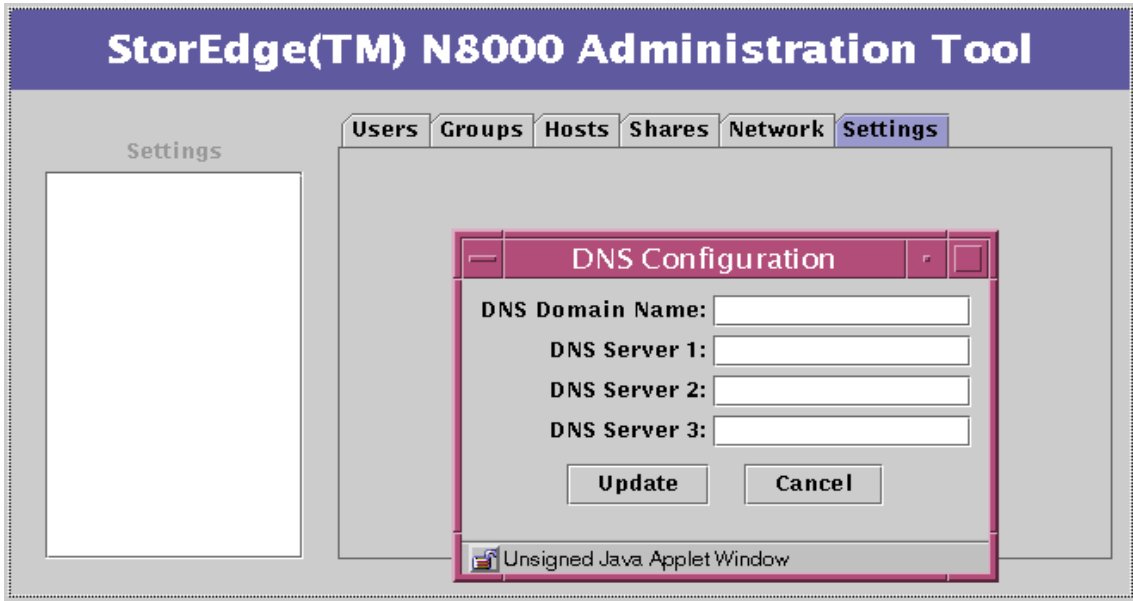 StorEdge(TM) N8000 Administration Tool
Users Groups Hosts Shares Network Settings
Settings
DNS Configuration
DNS Domain Name:
DNS Server 1:
DNS Server 2:
DNS Server 3:
Update Cancel
Unsigned Java Applet Window